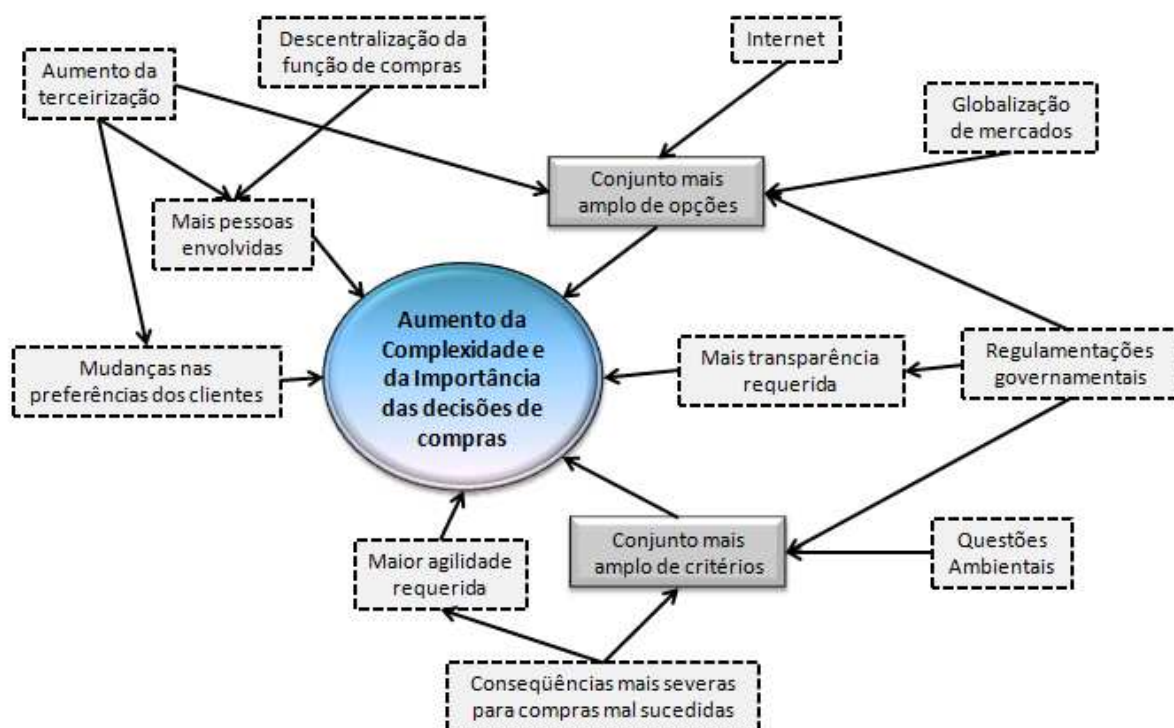 Descentralização da
função de compras
Internet
Aumento da
terceirização
Globalização
de mercados
Conjunto mais
amplo de opções
Mais pessoas
envolvidas
Aumento da
Complexidade e
da Importância
das decisões de
compras
Mudanças nas
preferências dos clientes
Mais transparência
requerida
Regulamentações
governamentais
Maior agilidade
requerida
Conjunto mais
amplo de critérios
Questões
Ambientais
Conseqüências mais severas
para compras mal sucedidas